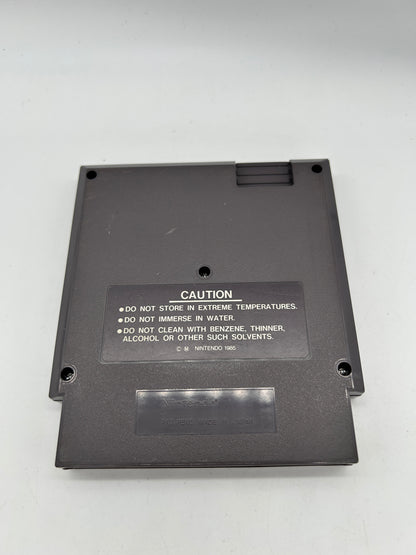 CAUTION
● DO NOT STORE IN EXTREME TEMPERATURES.
● DO NOT IMMERSE IN WATER.
● DO NOT CLEAN WITH BENZENE, THINNER,
ALCOHOL OR OTHER SUCH SOLVENTS.
© Ⓜ NINTENDO 1985